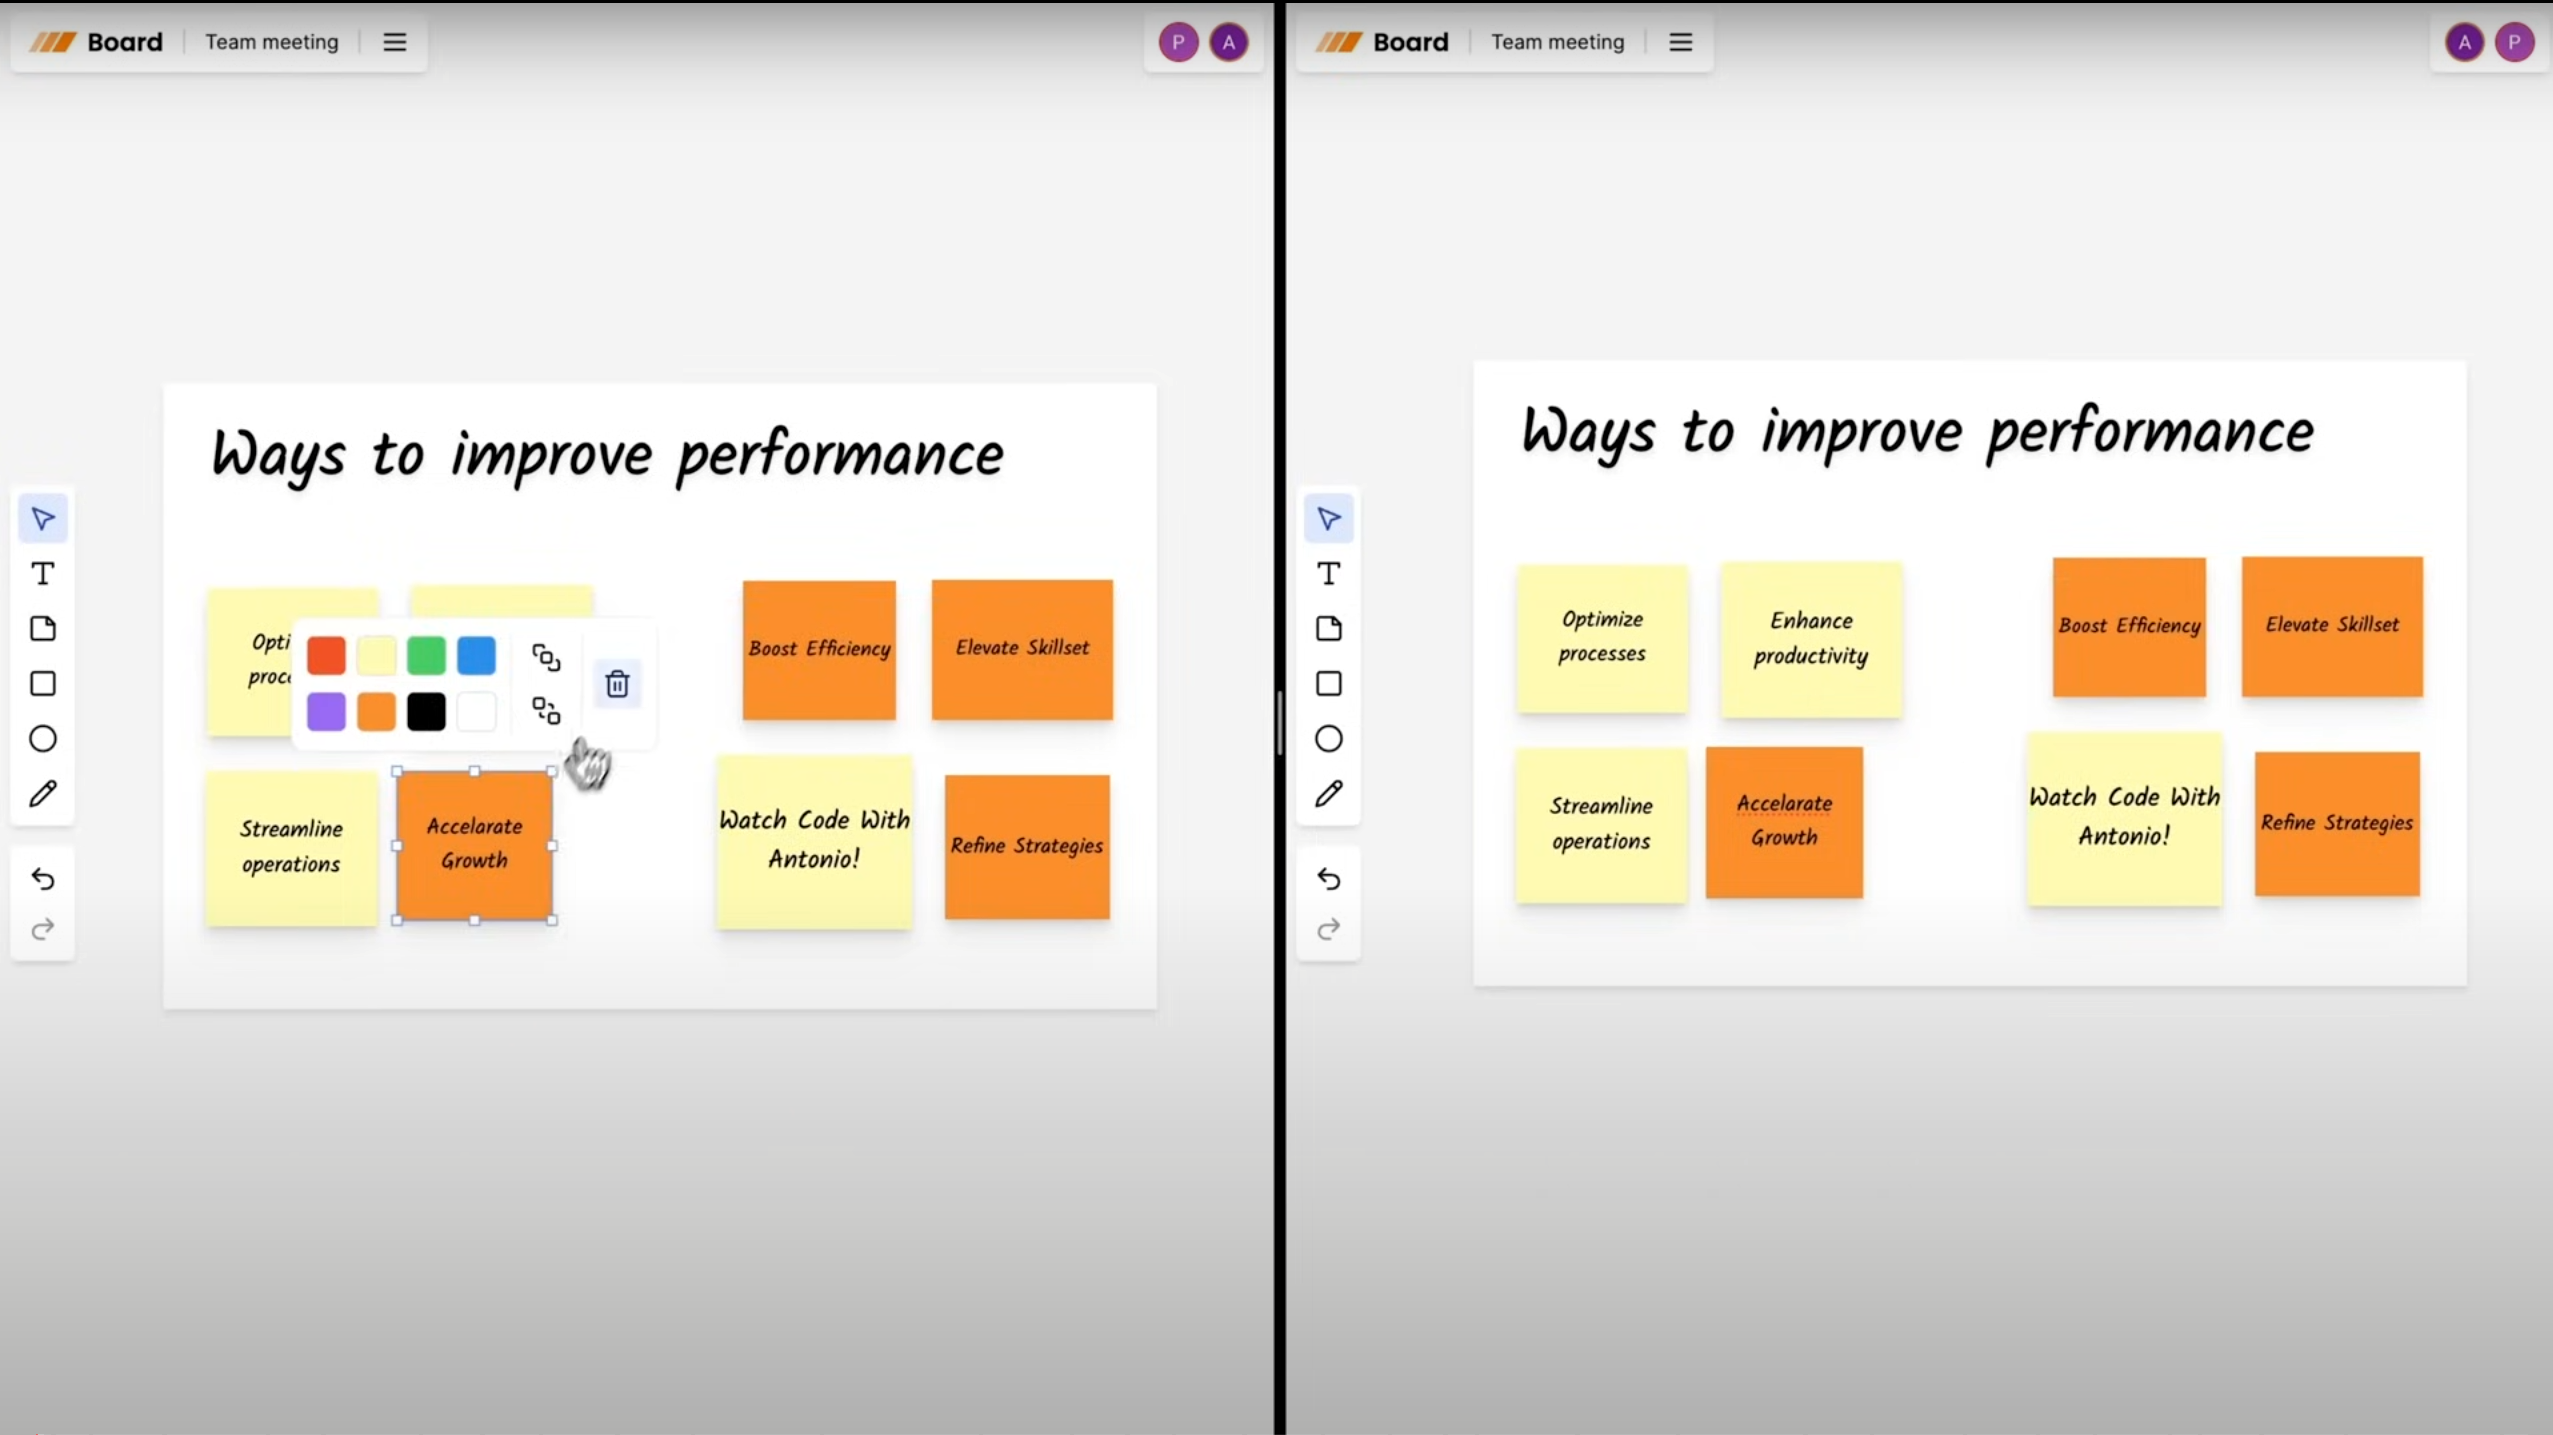 Board
Team meeting
P
A
Ways to improve performance
Opti
proce
Boost Efficiency
Elevate Skillset
Streamline
operations
Accelarate
Growth
Watch Code With
Antonio!
Refine Strategies
Board
Team meeting
A
P
Ways to improve performance
Optimize
processes
Enhance
productivity
Boost Efficiency
Elevate Skillset
Streamline
operations
Accelarate
Growth
Watch Code With
Antonio!
Refine Strategies